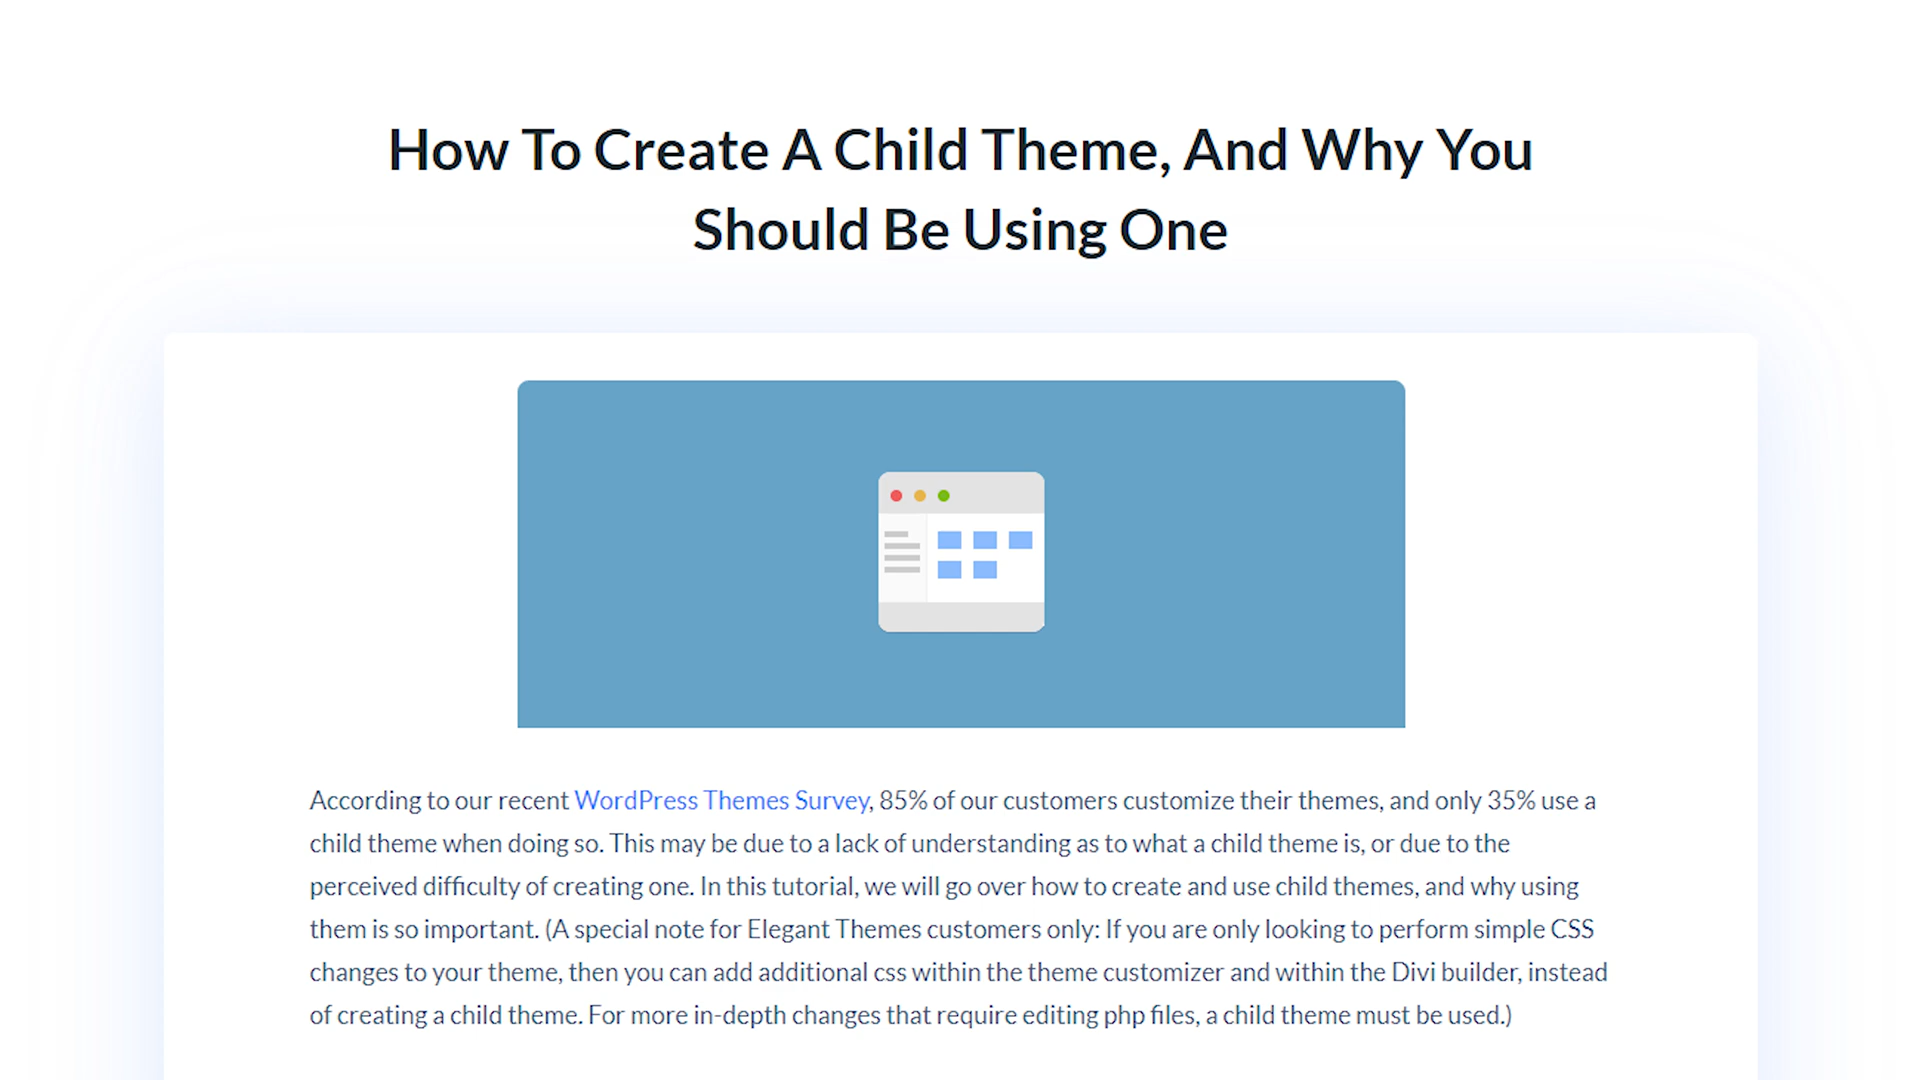 How To Create A Child Theme, And Why You
Should Be Using One
According to our recent WordPress Themes Survey, 85% of our customers customize their themes, and only 35% use a
child theme when doing so. This may be due to a lack of understanding as to what a child theme is, or due to the
perceived difficulty of creating one. In this tutorial, we will go over how to create and use child themes, and why using
them is so important. (A special note for Elegant Themes customers only: If you are only looking to perform simple CSS
changes to your theme, then you can add additional css within the theme customizer and within the Divi builder, instead
of creating a child theme. For more in-depth changes that require editing php files, a child theme must be used.)